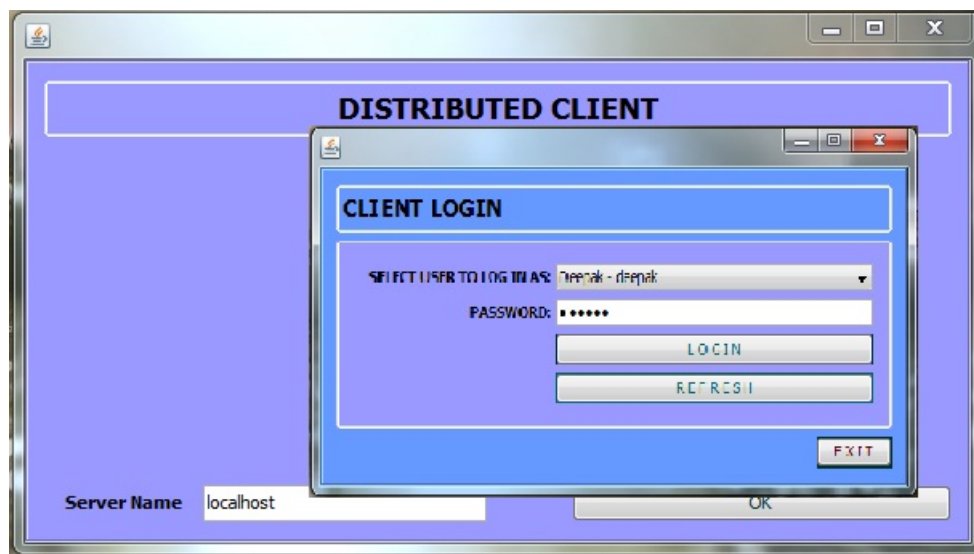 DISTRIBUTED CLIENT
CLIENT LOGIN
SELECT USER TO LOG IN AS: Deepak - deepak
PASSWORD: ••••••
LOGIN
REFRESH
EXIT
Server Name localhost OK